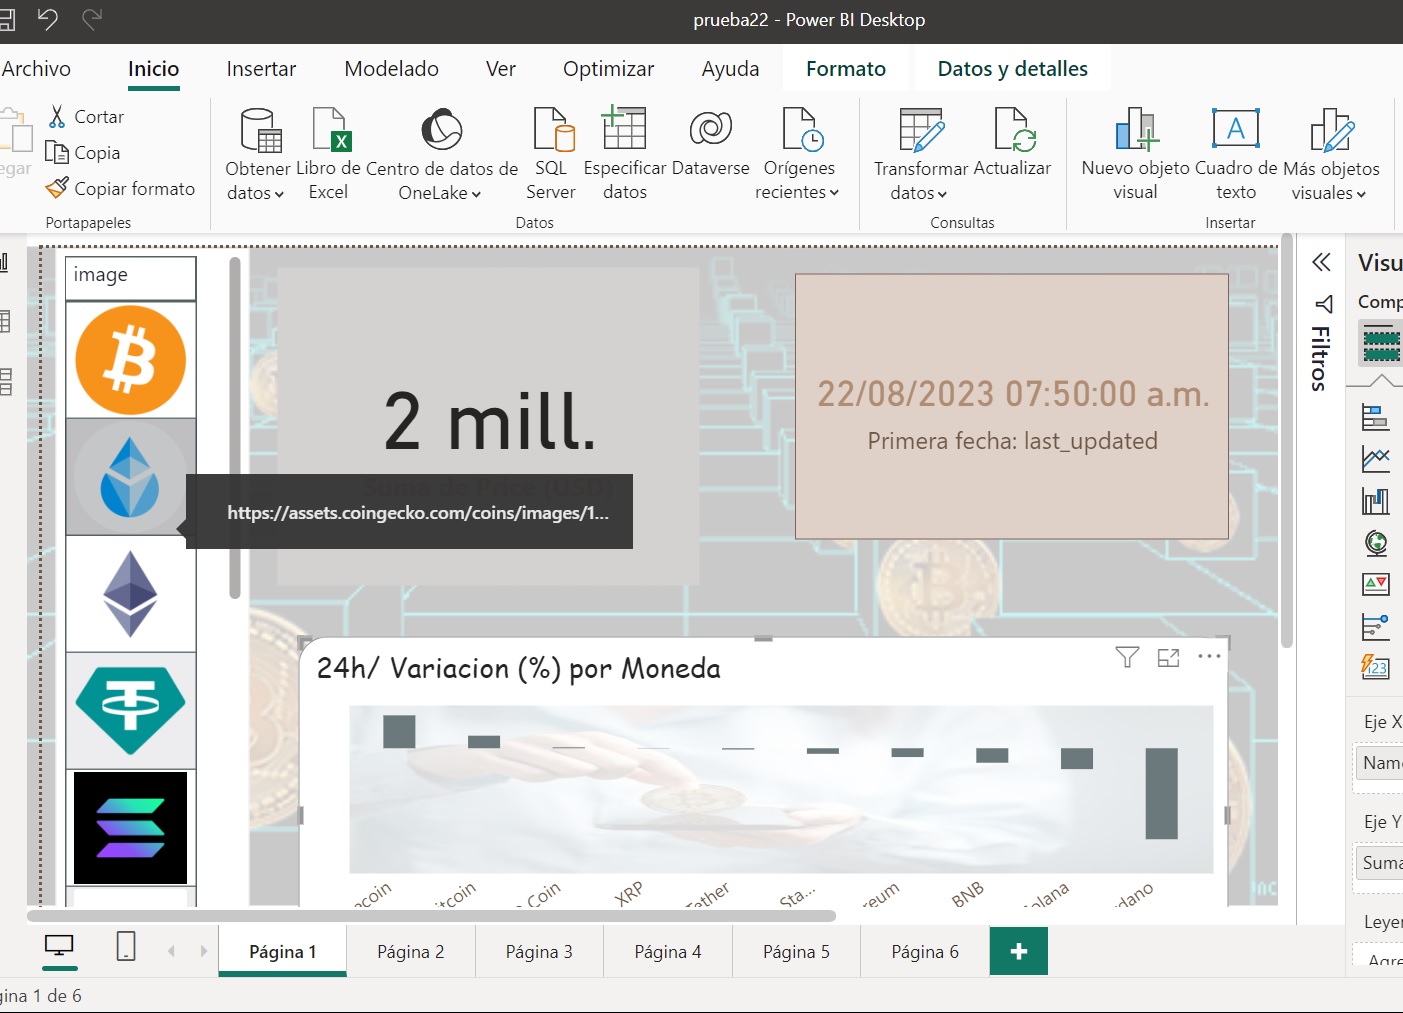 prueba22 - Power BI Desktop
Archivo Inicio Insertar Modelado Ver Optimizar Ayuda Formato Datos y detalles
Cortar
Copia
Copiar formato
Portapapeles
Obtener datos
Libro de Excel
Centro de datos de OneLake
SQL Server
Especificar datos
Dataverse
Orígenes recientes
Datos
Transformar datos
Actualizar
Consultas
Nuevo objeto visual
Cuadro de texto
Más objetos visuales
Insertar
image
2 mill.
Suma de Price (USD)
https://assets.coingecko.com/coins/images/1...
22/08/2023 07:50:00 a.m.
Primera fecha: last_updated
24h/ Variacion (%) por Moneda
ecoin
itcoin
Coin
XRP
Tether
Sta...
reum
BNB
olana
dano
Filtros
Visu
Comp
123
Eje X
Name
Eje Y
Suma
Leyen
Agre
Página 1 Página 2 Página 3 Página 4 Página 5 Página 6 +
gina 1 de 6